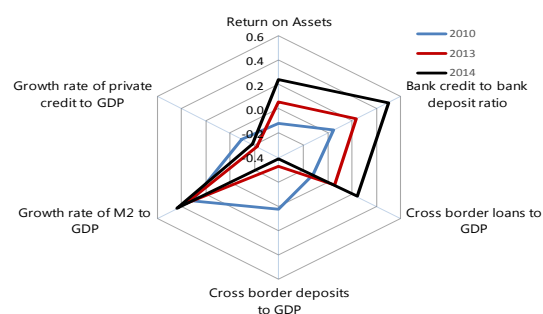 Return on Assets
0.6
0.4
0.2
0.0
-0.2
-0.4
2010
2013
2014
Bank credit to bank
deposit ratio
Cross border loans to
GDP
Cross border deposits
to GDP
Growth rate of M2 to
GDP
Growth rate of private
credit to GDP